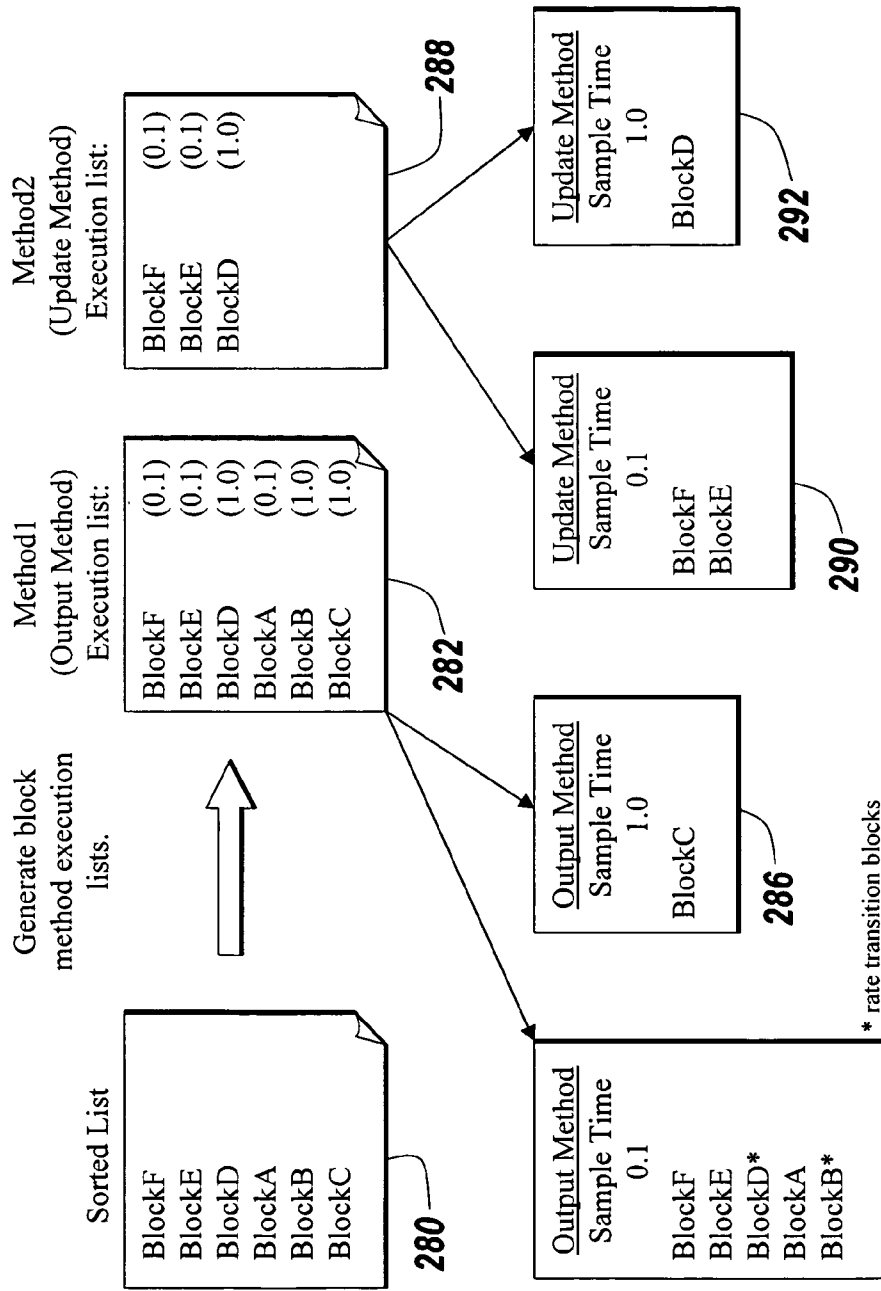 Sorted List
BlockF
BlockE
BlockD
BlockA
BlockB
BlockC
280
Generate block
method execution
lists.
Method1
(Output Method)
Execution list:
BlockF (0.1)
BlockE (0.1)
BlockD (1.0)
BlockA (0.1)
BlockB (1.0)
BlockC (1.0)
282
Method2
(Update Method)
Execution list:
BlockF (0.1)
BlockE (0.1)
BlockD (1.0)
288
Output Method
Sample Time
0.1
BlockF
BlockE
BlockD*
BlockA
BlockB*
* rate transition blocks
Output Method
Sample Time
1.0
BlockC
286
Update Method
Sample Time
0.1
BlockF
BlockE
290
Update Method
Sample Time
1.0
BlockD
292